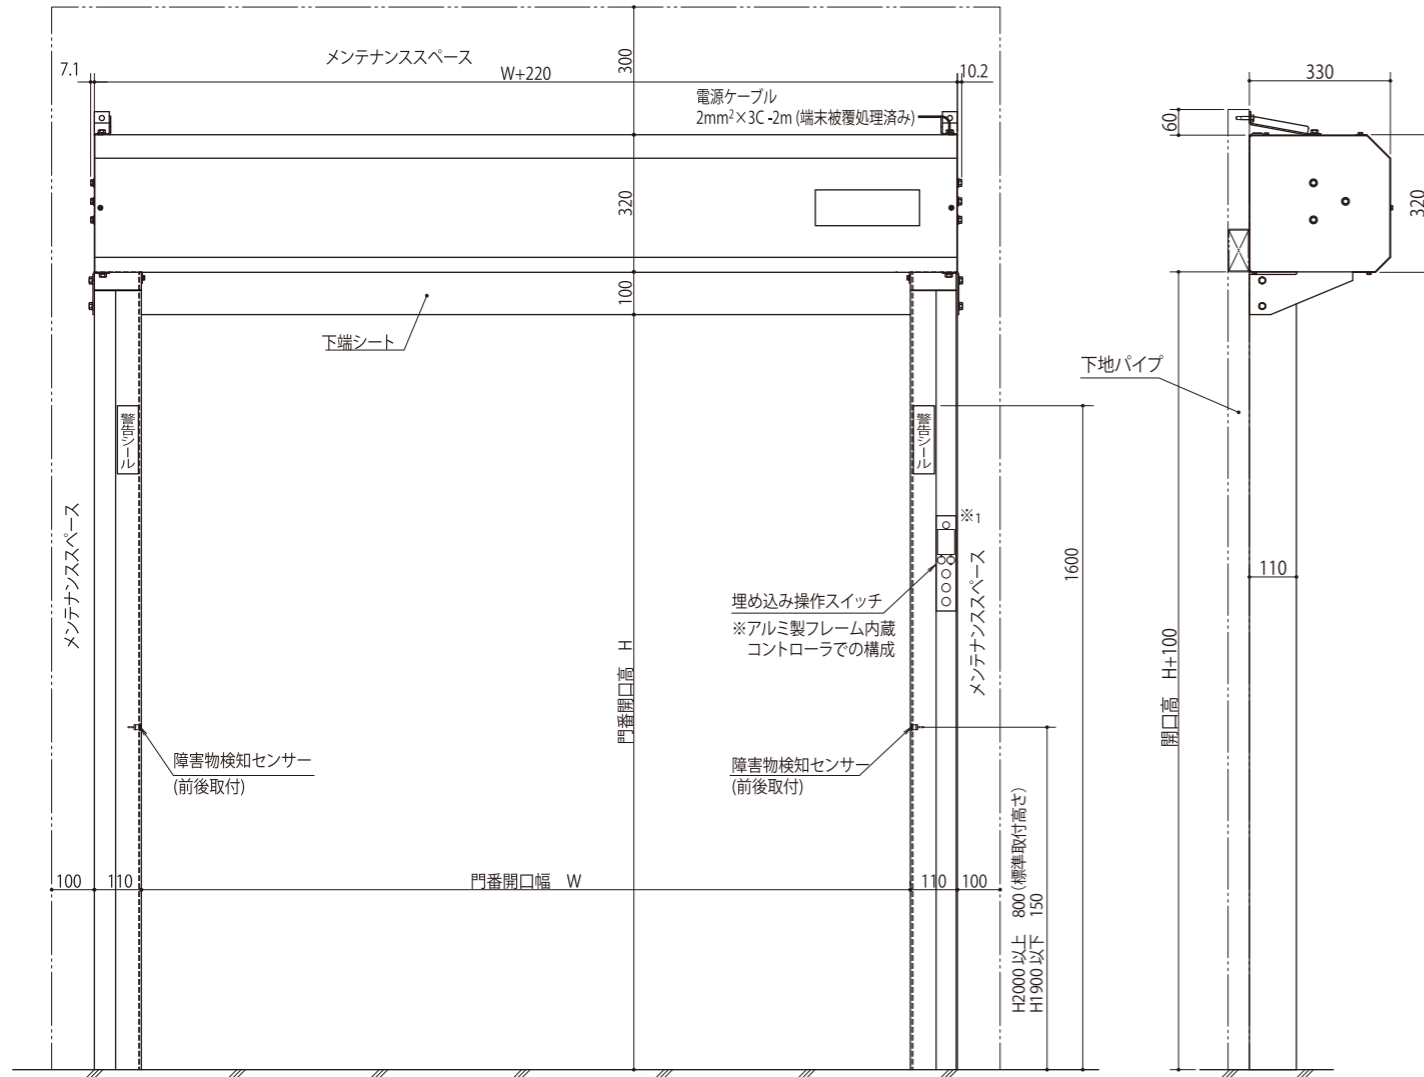 メンテナンススペース
300
7.1
W+220
10.2
電源ケーブル
2mm²×3C -2m (端末被覆処理済み)
330
60
320
320
100
下端シート
下地パイプ
警告シール
警告シール
メンテナンススペース
※1
メンテナンススペース
1600
110
埋め込み操作スイッチ
※アルミ製フレーム内蔵
コントローラでの構成
門番開口高 H
開口高 H+100
障害物検知センサー
(前後取付)
障害物検知センサー
(前後取付)
H2000 以上 800 (標準取付高さ)
H1900 以下 150
100
110
門番開口幅 W
110
100